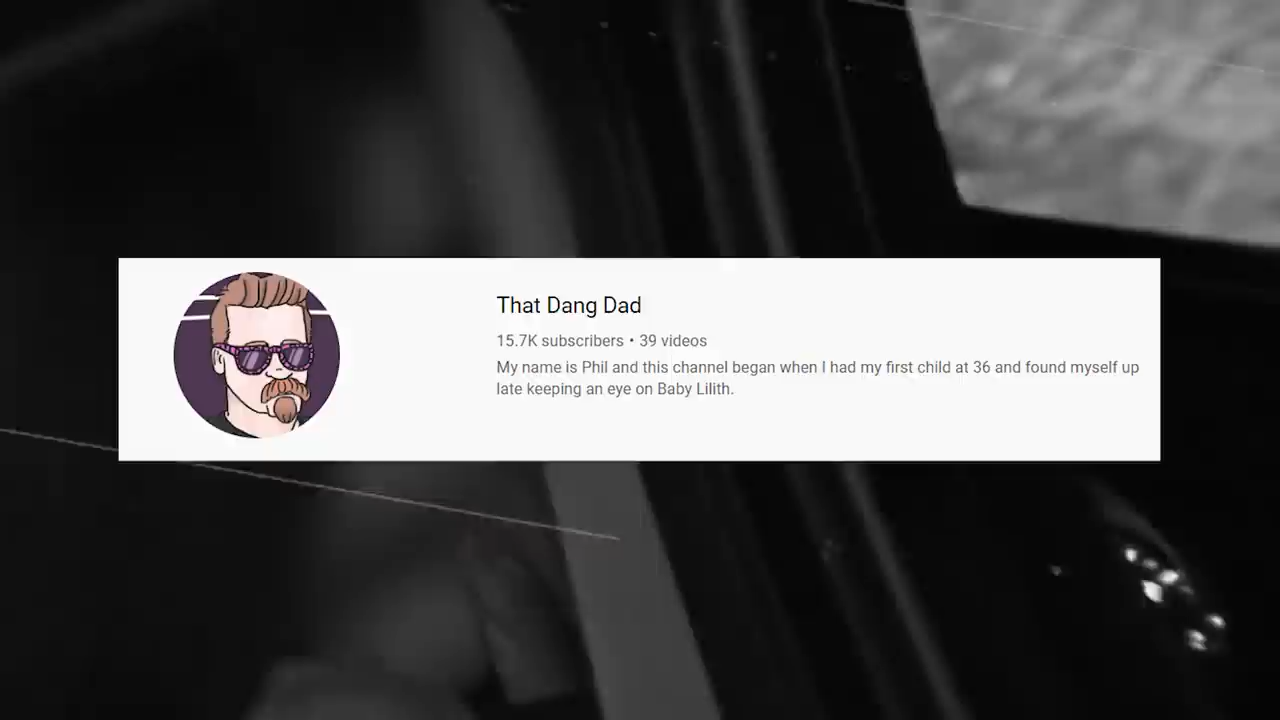 That Dang Dad
15.7K subscribers • 39 videos
My name is Phil and this channel began when I had my first child at 36 and found myself up
late keeping an eye on Baby Lilith.